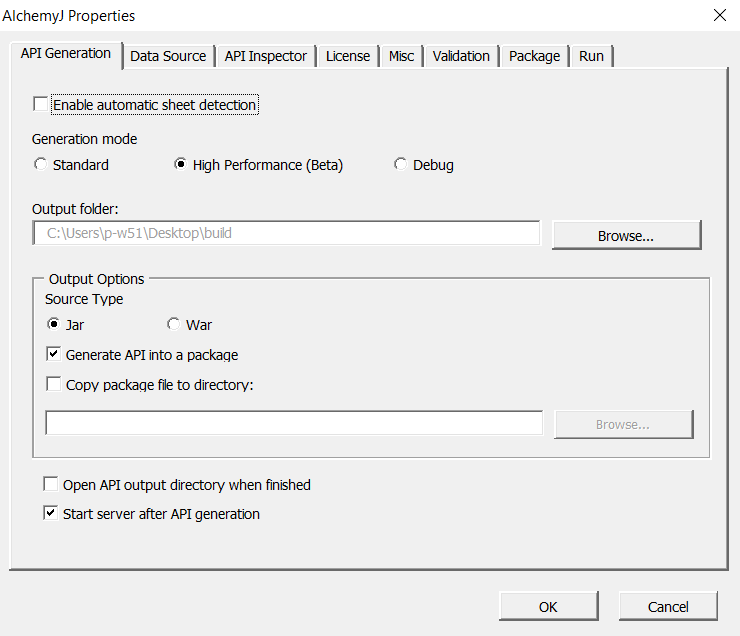 AlchemyJ Properties
API Generation Data Source API Inspector License Misc Validation Package Run
Enable automatic sheet detection
Generation mode
Standard High Performance (Beta) Debug
Output folder:
C:\Users\p-w51\Desktop\build Browse...
Output Options
Source Type
Jar War
Generate API into a package
Copy package file to directory:
Browse...
Open API output directory when finished
Start server after API generation
OK Cancel